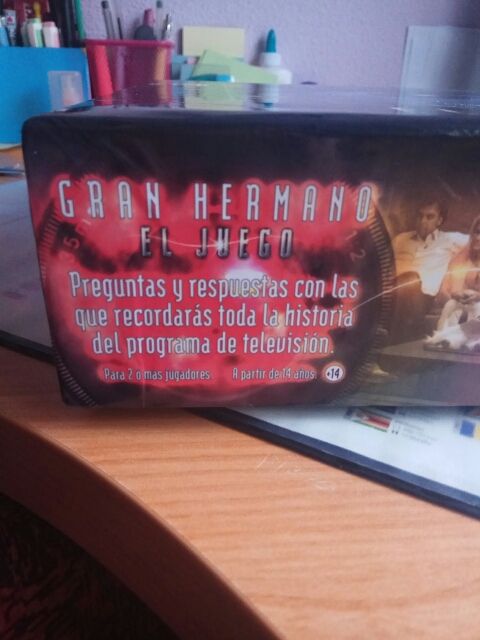 GRAN HERMANO
EL JUEGO
Preguntas y respuestas con las
que recordarás toda la historia
del programa de televisión.
Para 2 o mas jugadores. A partir de 14 años. +14